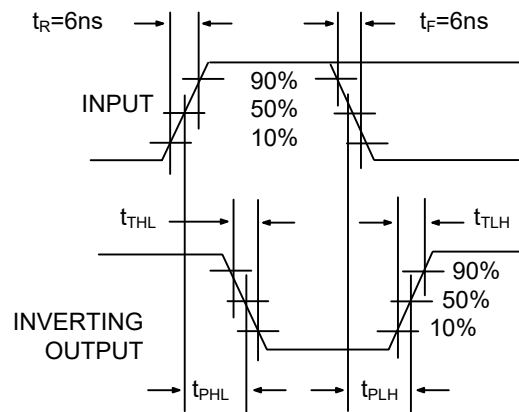 tR=6ns
tF=6ns
INPUT
90%
50%
10%
tTHL
tTLH
90%
50%
10%
INVERTING
OUTPUT
tPHL
tPLH